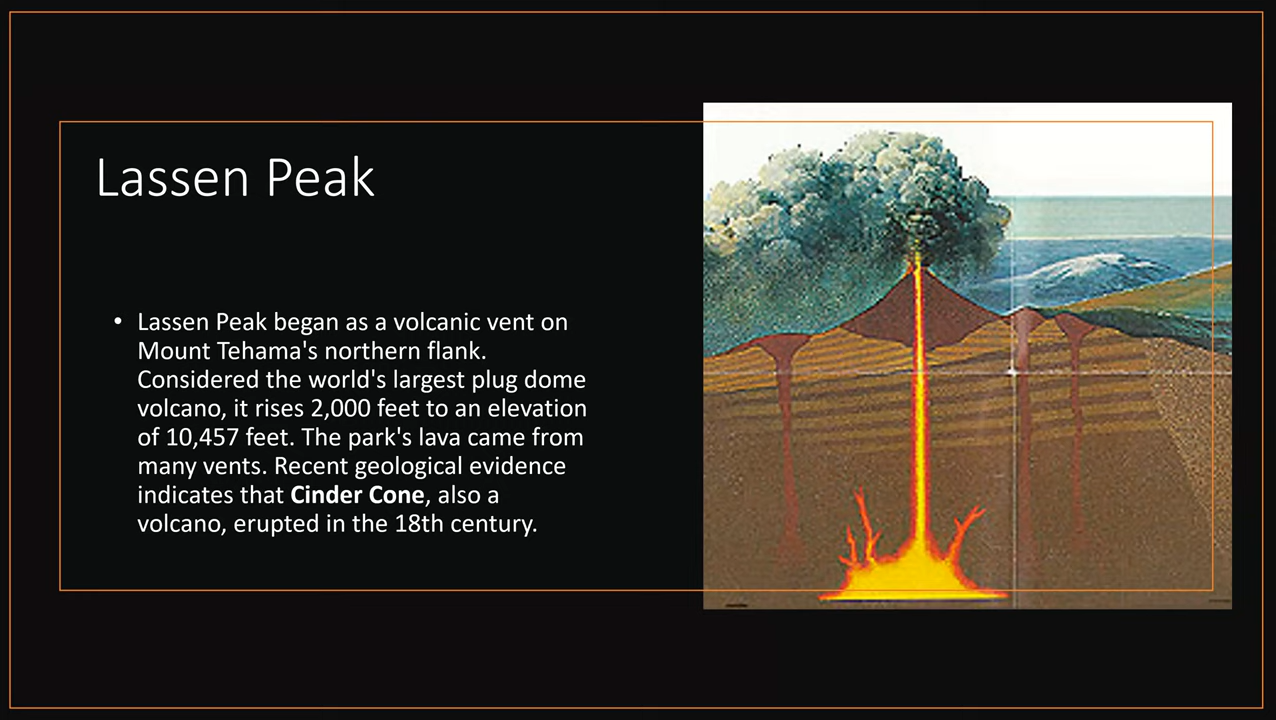 Lassen Peak
• Lassen Peak began as a volcanic vent on
Mount Tehama's northern flank.
Considered the world's largest plug dome
volcano, it rises 2,000 feet to an elevation
of 10,457 feet. The park's lava came from
many vents. Recent geological evidence
indicates that Cinder Cone, also a
volcano, erupted in the 18th century.